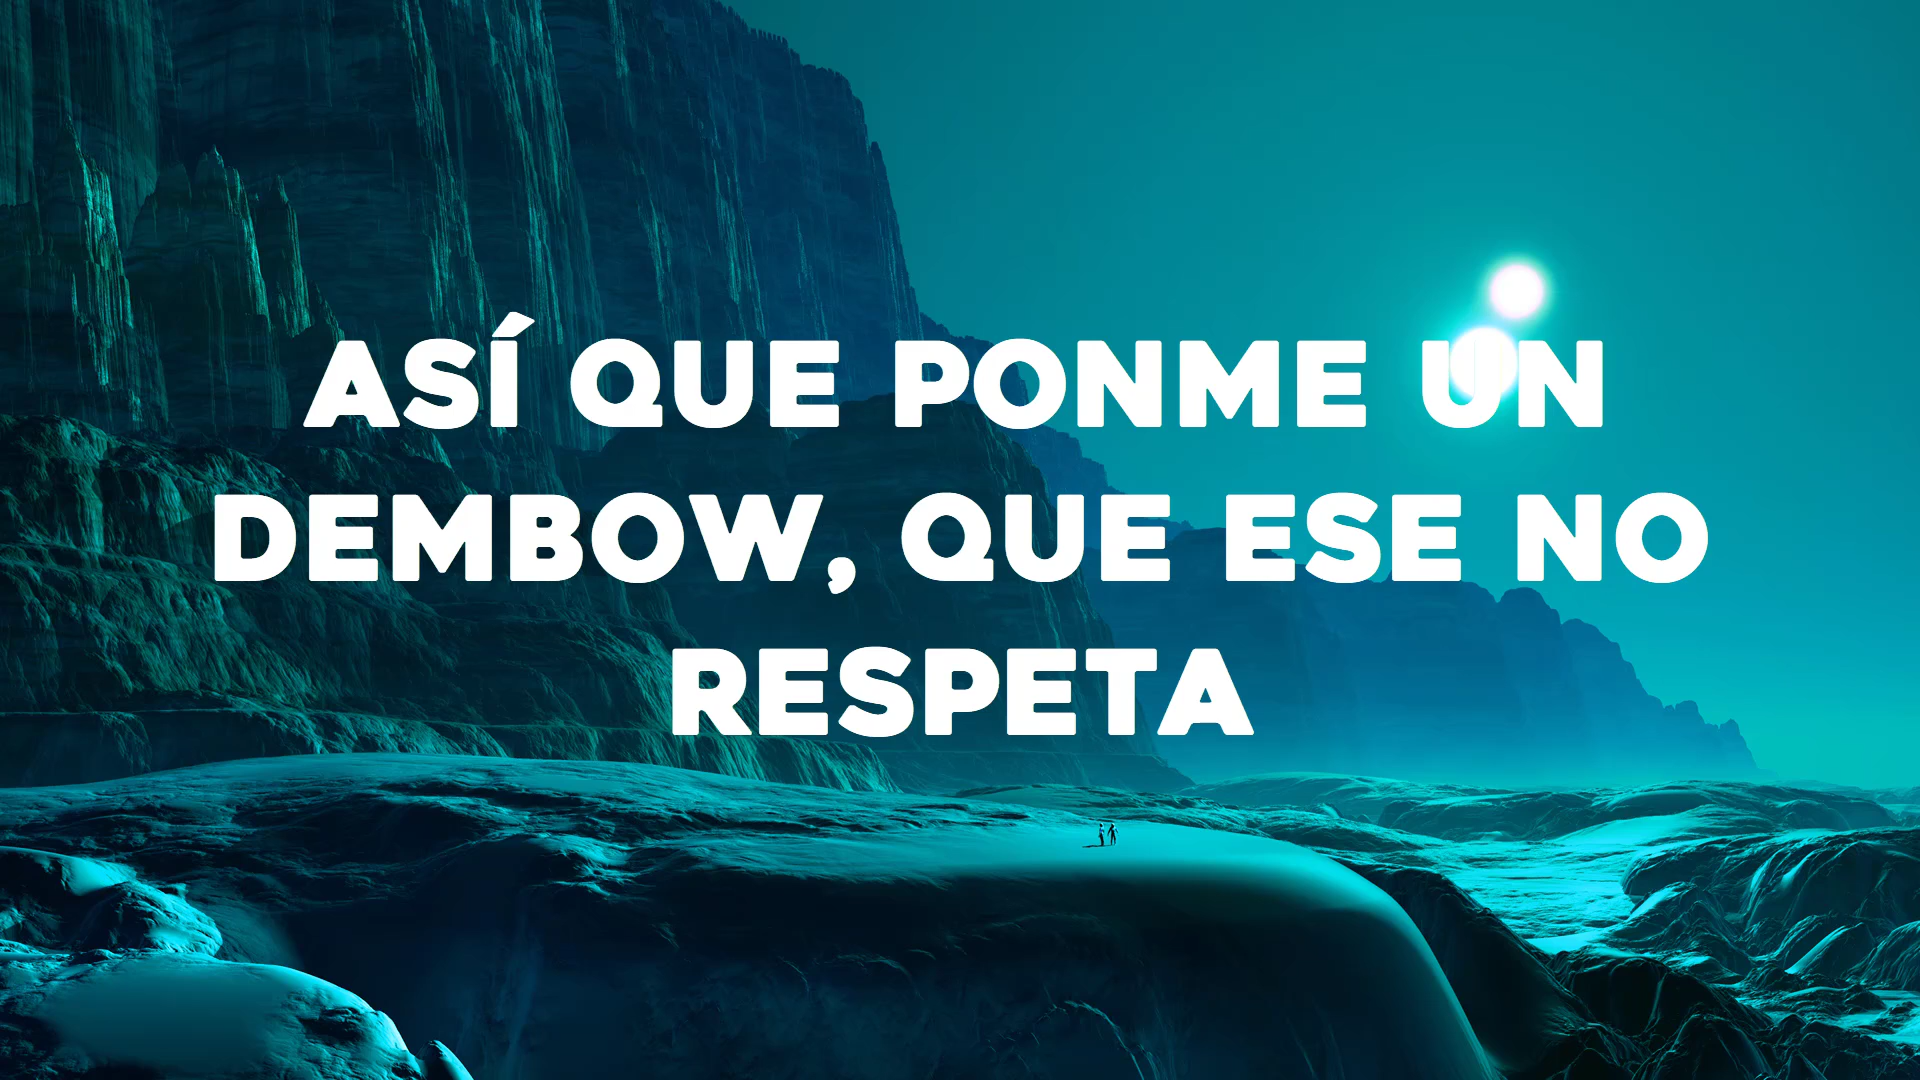 ASÍ QUE PONME UN
DEMBOW, QUE ESE NO
RESPETA